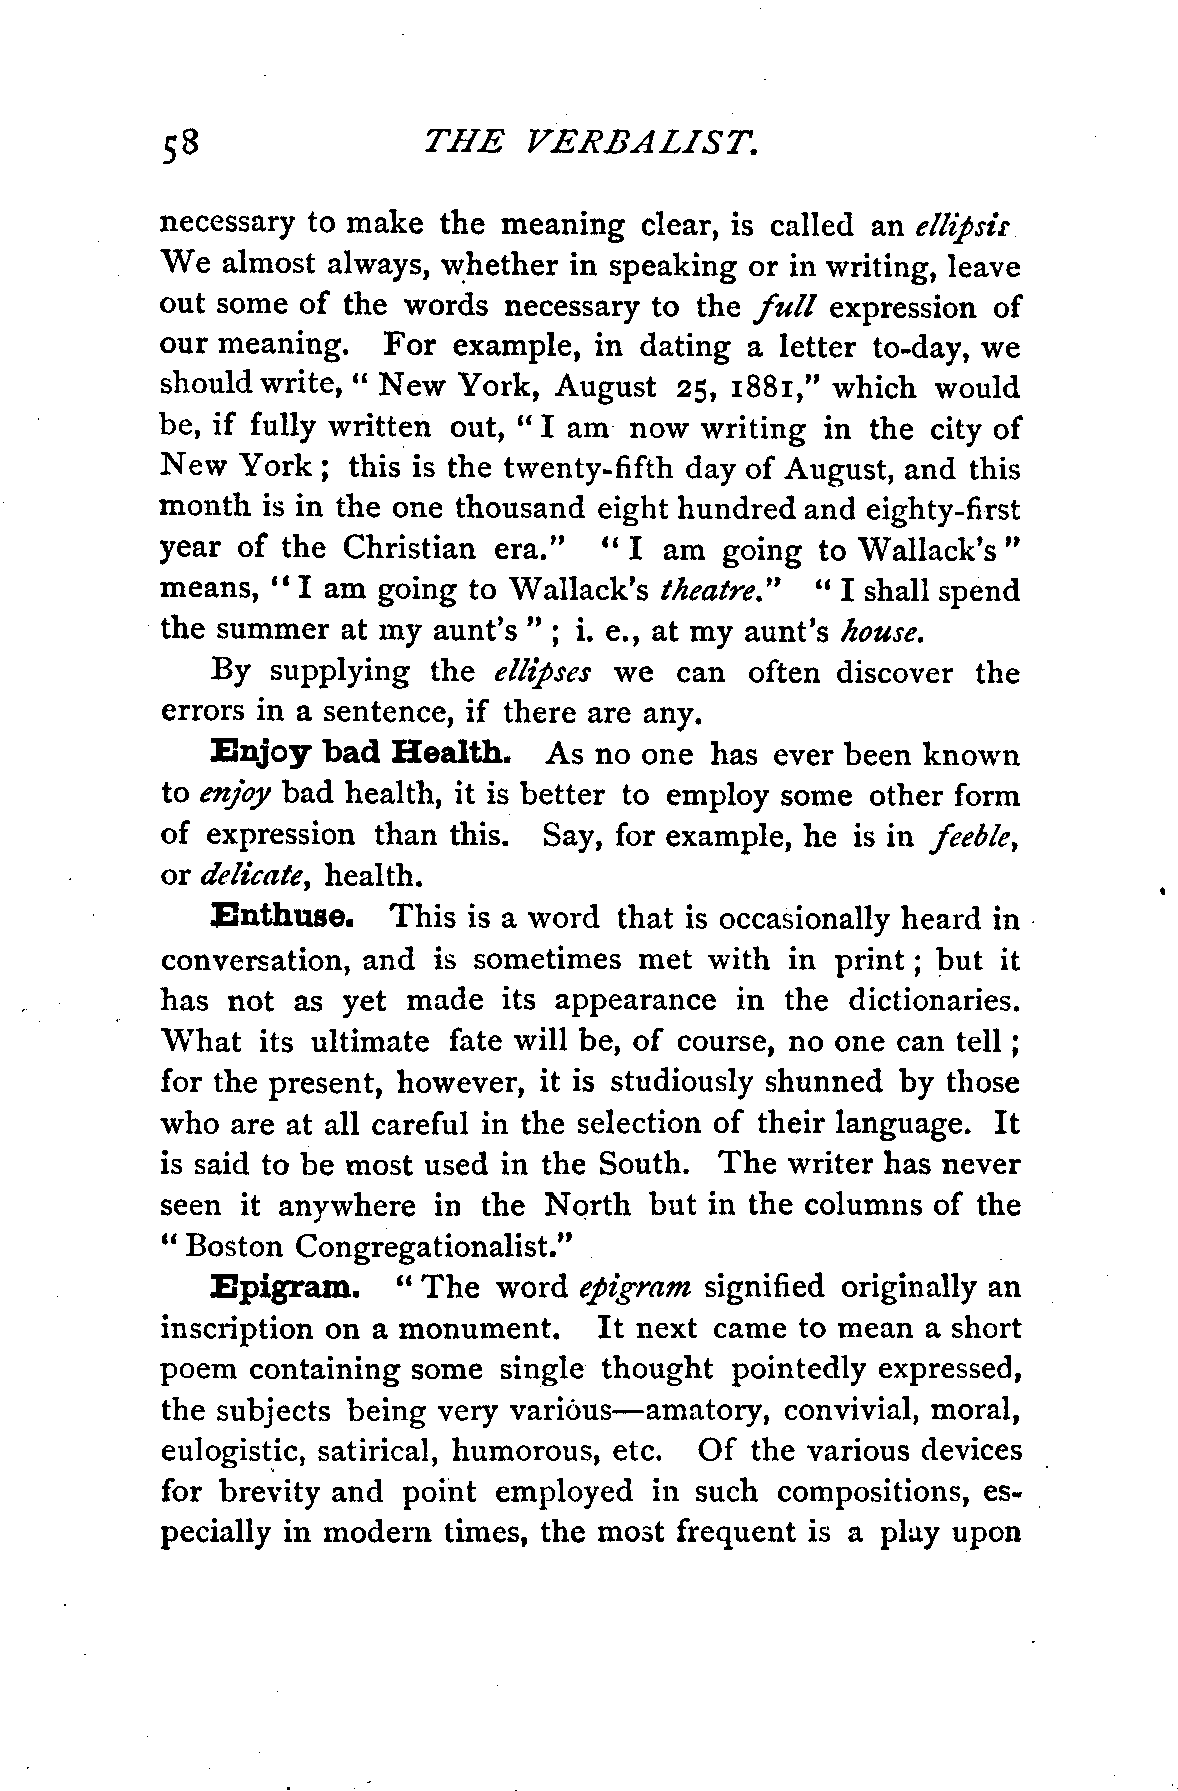 58 THE VERBALIST.
necessary to make the meaning clear, is called an ellipsis
We almost always, whether in speaking or in writing, leave
out some of the words necessary to the full expression of
our meaning. For example, in dating a letter to-day, we
should write, " New York, August 25, 1881," which would
be, if fully written out, " I am now writing in the city of
New York ; this is the twenty-fifth day of August, and this
month is in the one thousand eight hundred and eighty-first
year of the Christian era." " I am going to Wallack's "
means, " I am going to Wallack's theatre." " I shall spend
the summer at my aunt's " ; i. e., at my aunt's house.
By supplying the ellipses we can often discover the
errors in a sentence, if there are any.
Enjoy bad Health. As no one has ever been known
to enjoy bad health, it is better to employ some other form
of expression than this. Say, for example, he is in feeble,
or delicate, health.
Enthuse. This is a word that is occasionally heard in
conversation, and is sometimes met with in print ; but it
has not as yet made its appearance in the dictionaries.
What its ultimate fate will be, of course, no one can tell ;
for the present, however, it is studiously shunned by those
who are at all careful in the selection of their language. It
is said to be most used in the South. The writer has never
seen it anywhere in the North but in the columns of the
" Boston Congregationalist."
Epigram. " The word epigram signified originally an
inscription on a monument. It next came to mean a short
poem containing some single thought pointedly expressed,
the subjects being very various—amatory, convivial, moral,
eulogistic, satirical, humorous, etc. Of the various devices
for brevity and point employed in such compositions, es-
pecially in modern times, the most frequent is a play upon